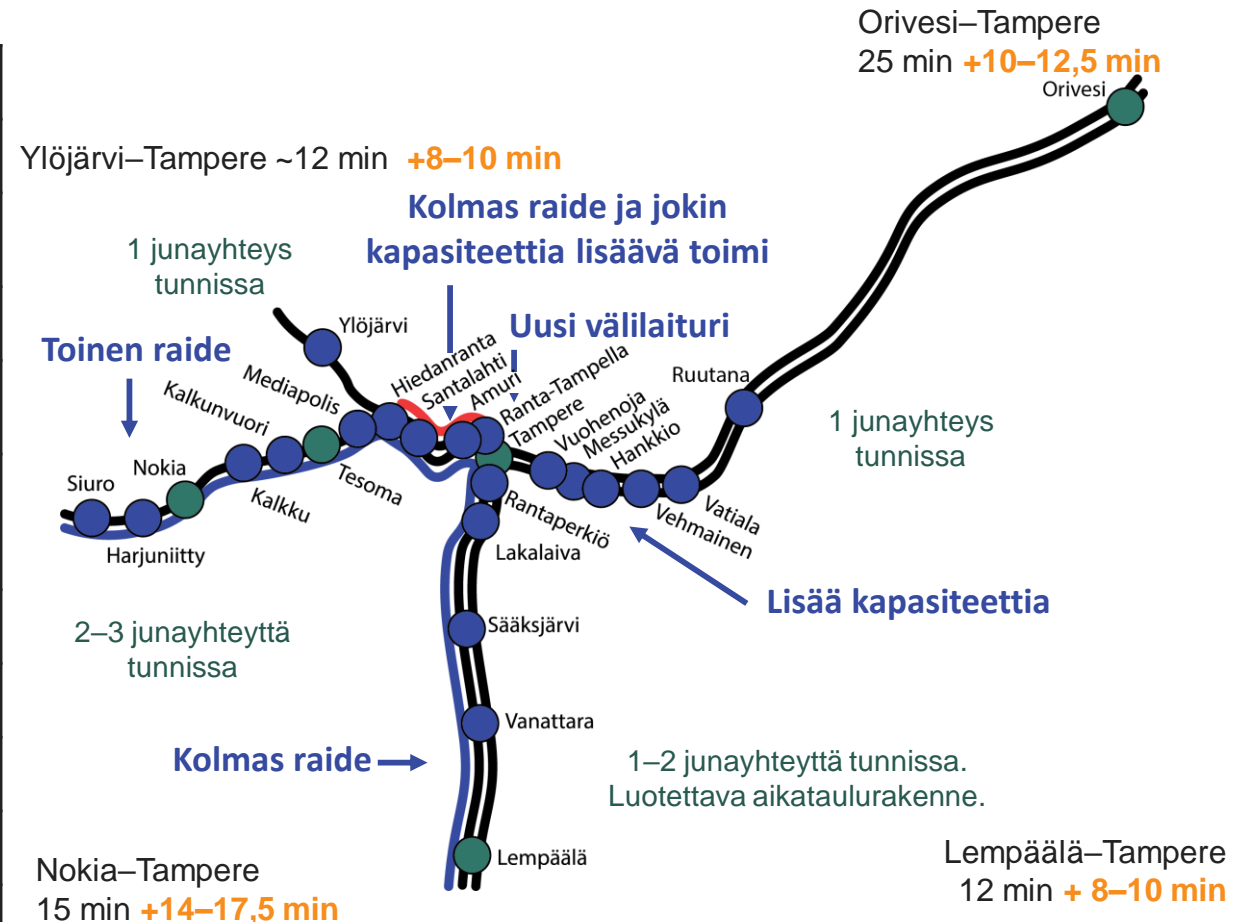 Orivesi–Tampere
25 min +10–12,5 min
Orivesi
Ylöjärvi–Tampere ~12 min +8–10 min
Kolmas raide ja jokin
kapasiteettia lisäävä toimi
1 junayhteys
tunnissa
Ylöjärvi
Uusi välilaituri
Toinen raide
Hiedanranta
Santalahti
Amuri
Ranta-Tampella
Tampere
Mediapolis
Kalkunvuori
Ruutana
Vuohenoja
Messukylä
Hankkio
1 junayhteys
tunnissa
Nokia
Siuro
Tesoma
Kalkku
Rantaperkiö
Vatiala
Vehmainen
Harjuniitty
Lakalaiva
Lisää kapasiteettia
2–3 junayhteyttä
tunnissa
Sääksjärvi
Vanattara
Kolmas raide
1–2 junayhteyttä tunnissa.
Luotettava aikataulurakenne.
Lempäälä
Nokia–Tampere
15 min +14–17,5 min
Lempäälä–Tampere
12 min + 8–10 min